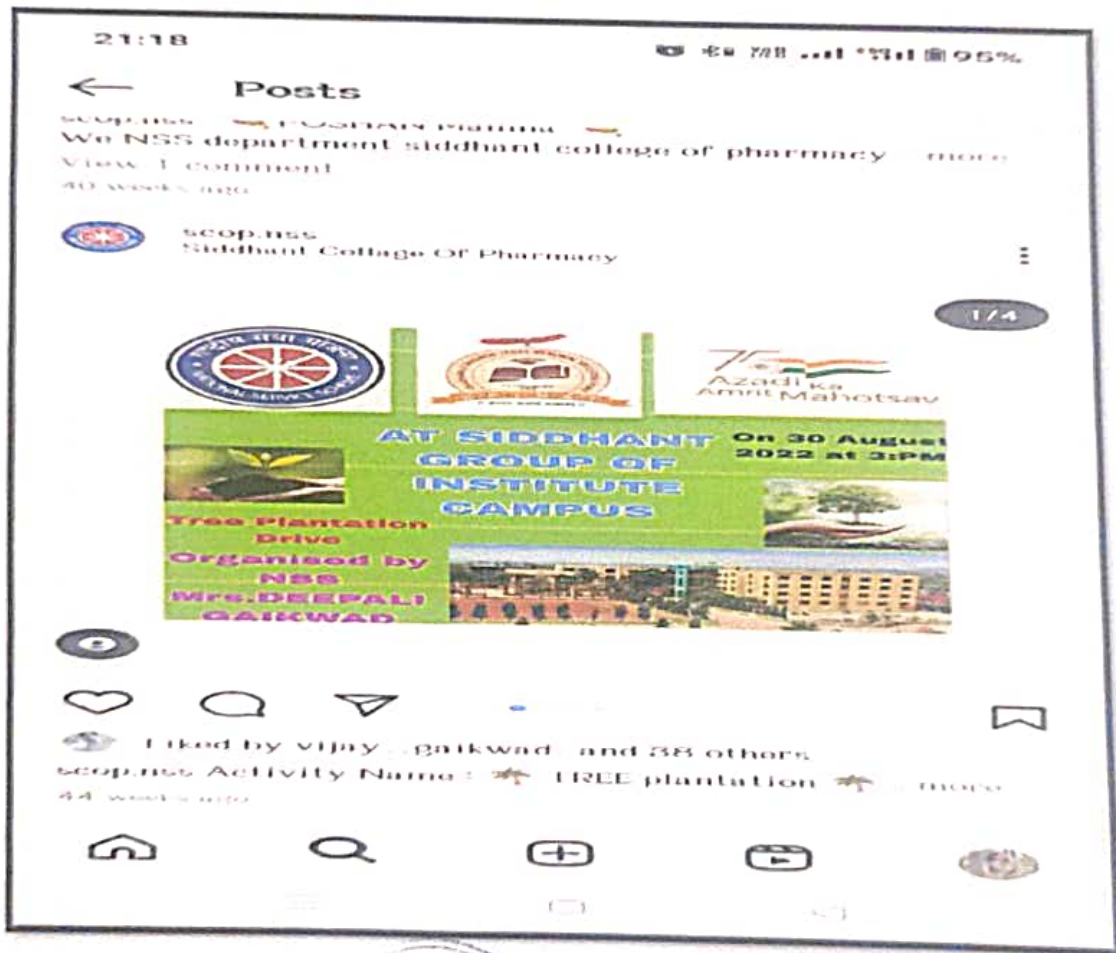 21:18
95%
Posts
We NSS department siddhant college of pharmacy more
View 1 comment
40 weeks ago
scop.nss
Siddhant Collage Of Pharmacy
1/4
Azadi Ka
Amrit Mahotsav
AT SIDDHANT
GROUP OF
INSTITUTE
CAMPUS
On 30 August
2022 at 3:PM
Tree Plantation
Drive
Organised by
NSS
Mrs.DEEPALI
GAIKWAD
Liked by vijay_.gaikwad_ and 38 others
scop.nss Activity Name : TREE plantation ... more
44 weeks ago